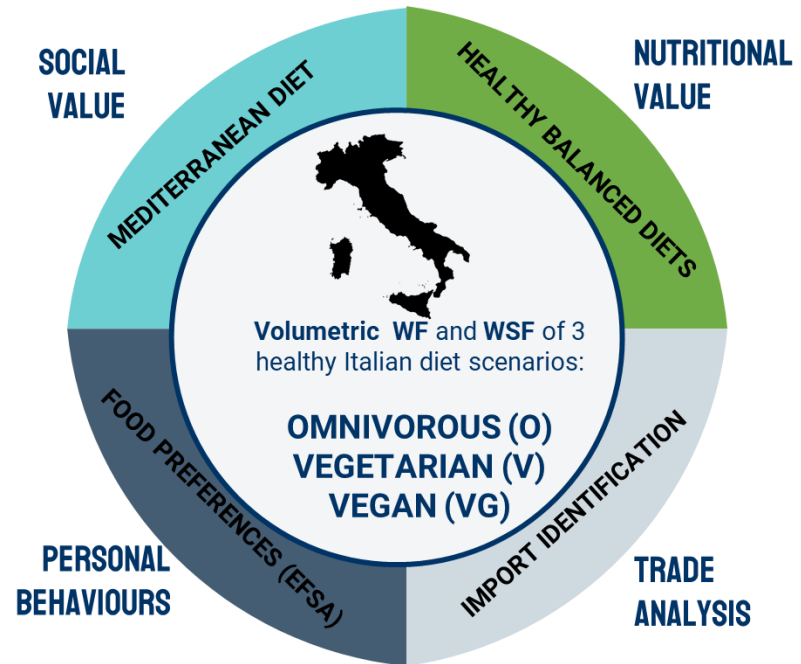 SOCIAL
VALUE
MEDITERRANEAN DIET
HEALTHY BALANCED DIETS
NUTRITIONAL
VALUE
Volumetric WF and WSF of 3
healthy Italian diet scenarios:
OMNIVOROUS (O)
VEGETARIAN (V)
VEGAN (VG)
FOOD PREFERENCES (EFSA)
IMPORT IDENTIFICATION
PERSONAL
BEHAVIOURS
TRADE
ANALYSIS